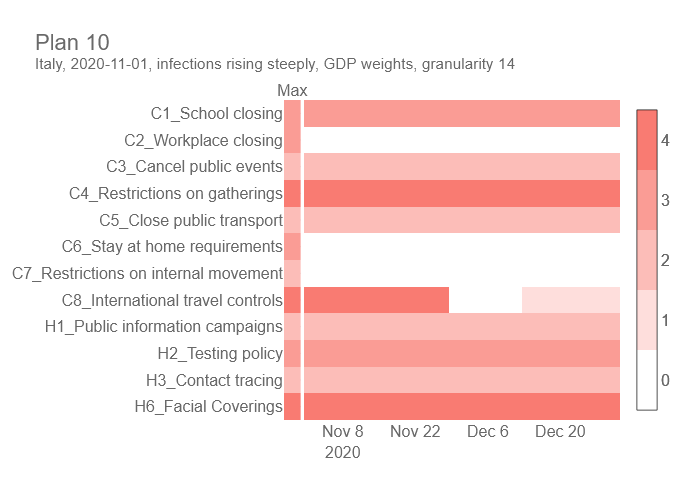 Plan 10
Italy, 2020-11-01, infections rising steeply, GDP weights, granularity 14
Max
C1_School closing
C2_Workplace closing
C3_Cancel public events
C4_Restrictions on gatherings
C5_Close public transport
C6_Stay at home requirements
C7_Restrictions on internal movement
C8_International travel controls
H1_Public information campaigns
H2_Testing policy
H3_Contact tracing
H6_Facial Coverings
Nov 8 Nov 22 Dec 6 Dec 20
2020
4
3
2
1
0